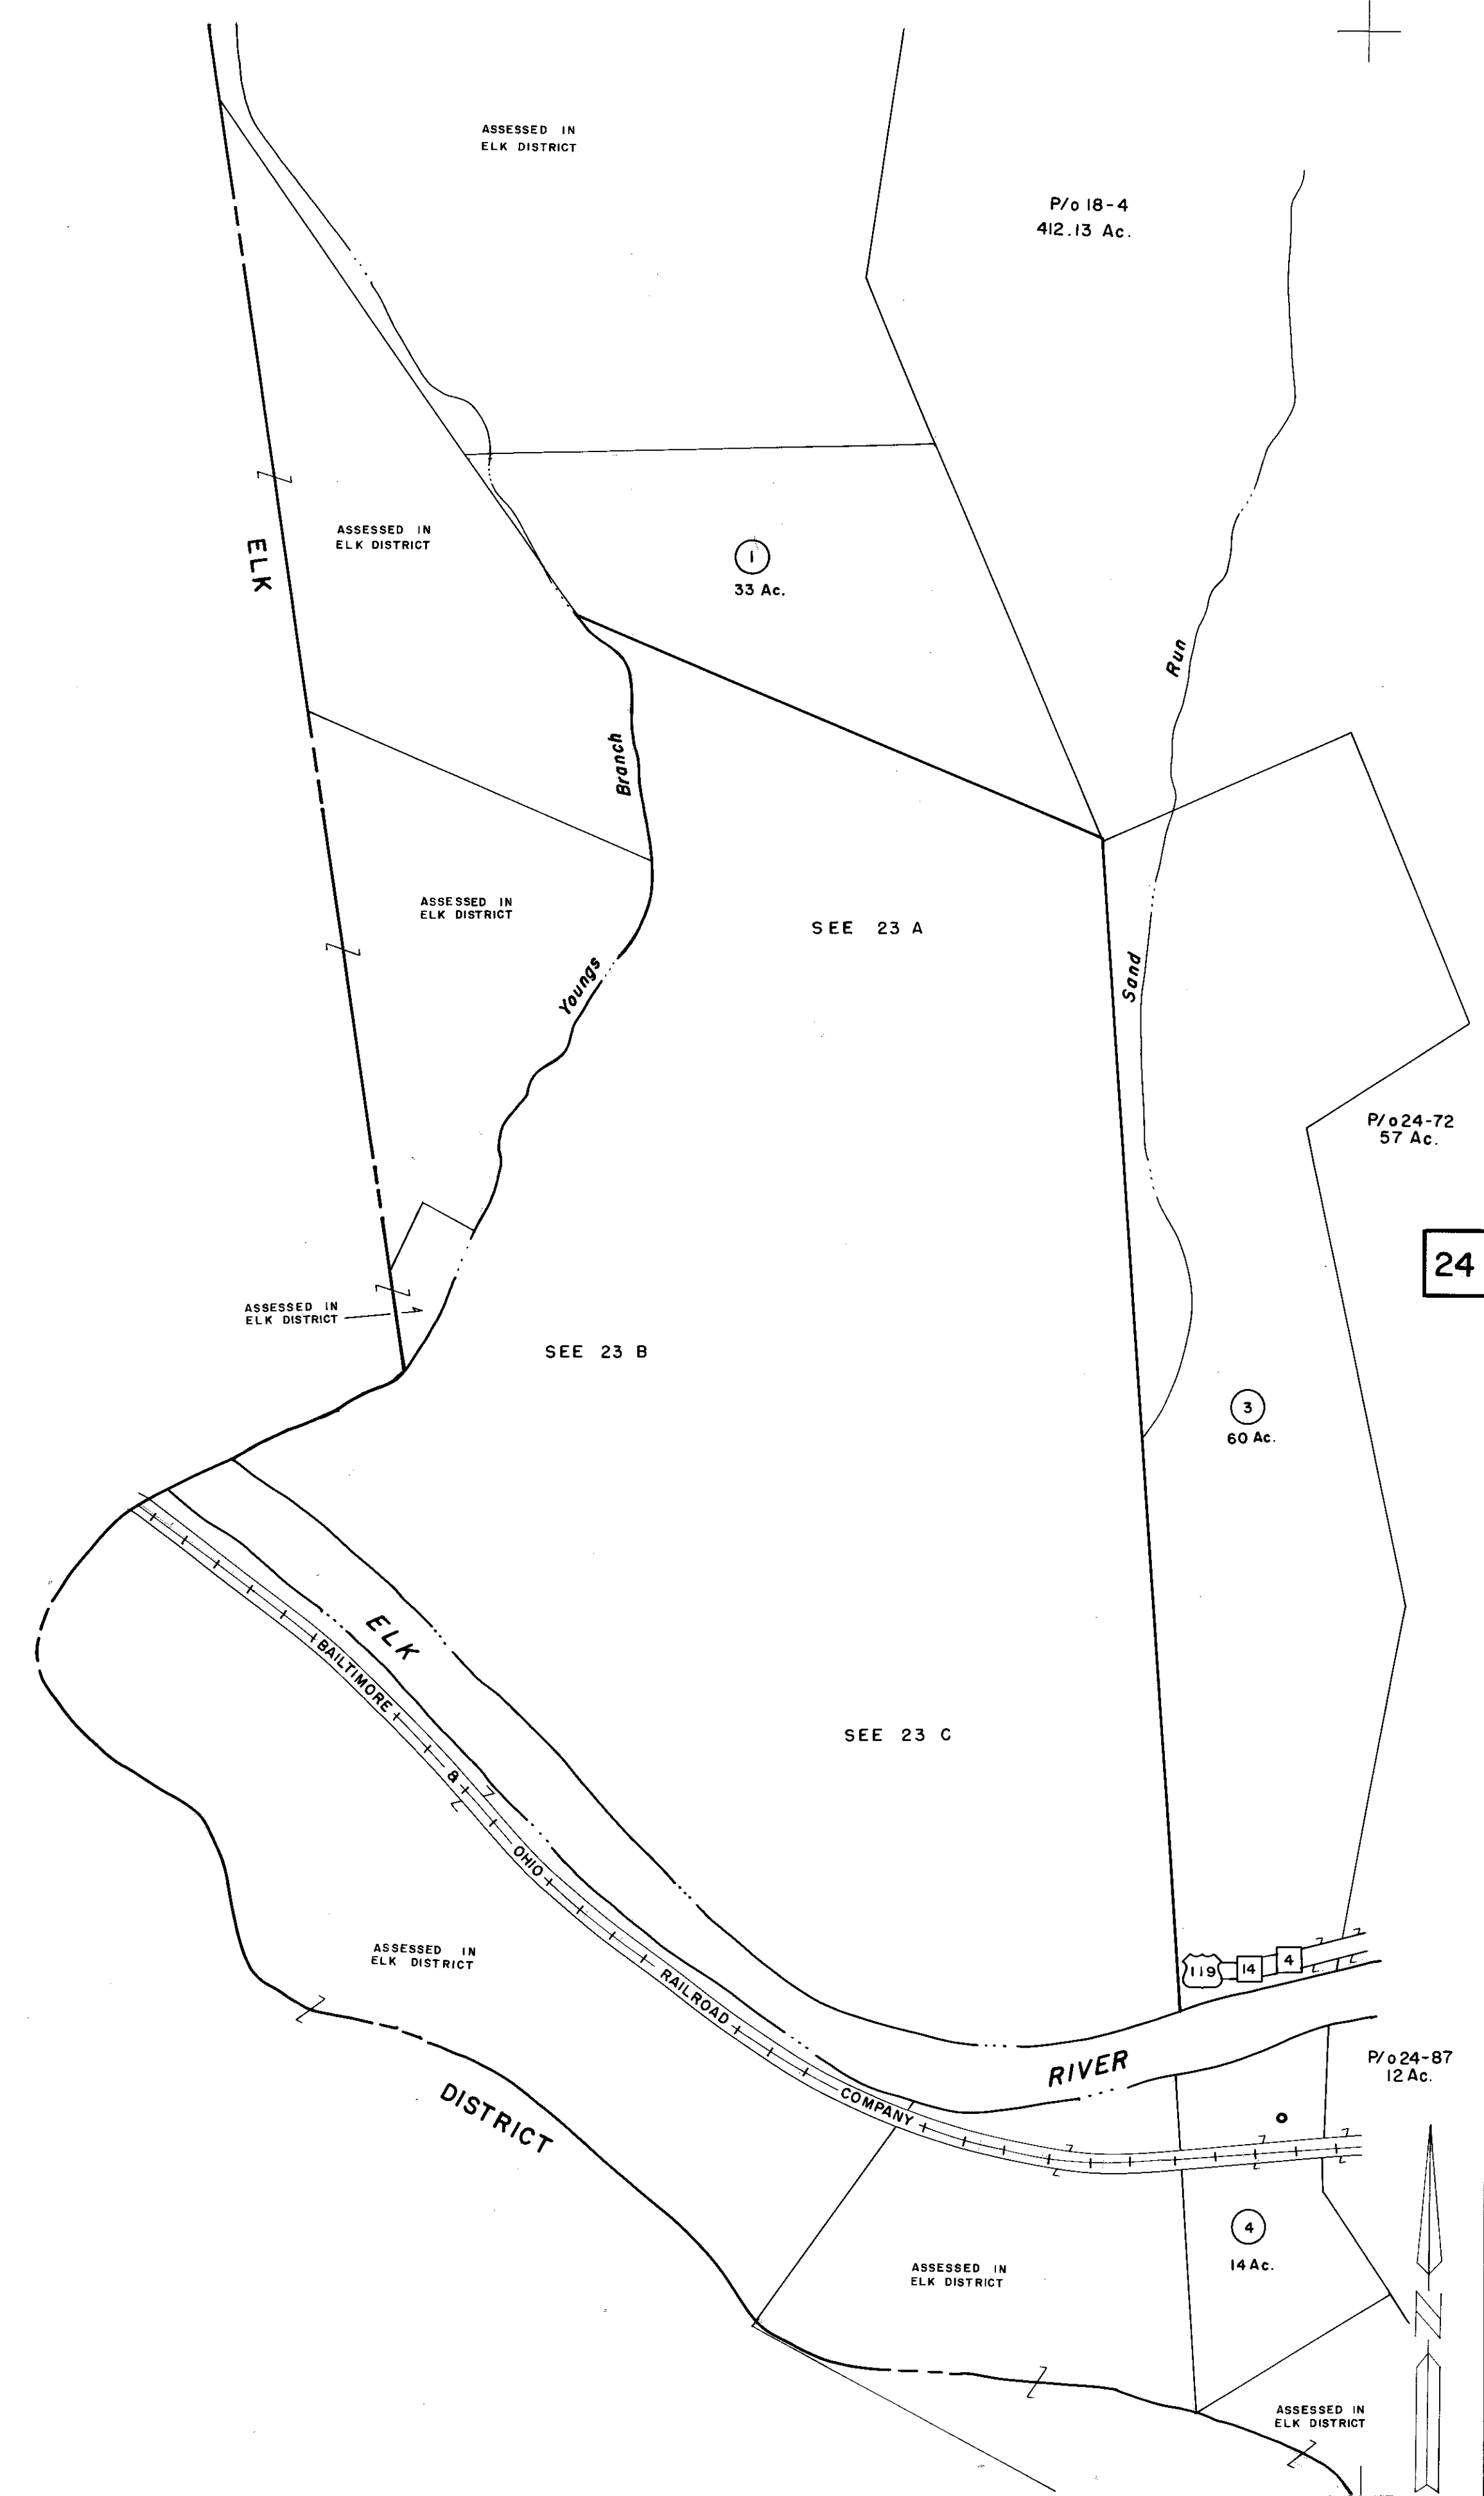 ASSESSED IN
ELK DISTRICT
P/o 18-4
412.13 Ac.
ASSESSED IN
ELK DISTRICT
ELK
1
33 Ac.
Run
Branch
ASSESSED IN
ELK DISTRICT
SEE 23 A
Sand
Youngs
P/o 24-72
57 Ac.
24
ASSESSED IN
ELK DISTRICT
SEE 23 B
3
60 Ac.
ELK
BAILTIMORE
SEE 23 C
&
OHIO
ASSESSED IN
ELK DISTRICT
119
14
4
RAILROAD
RIVER
P/o 24-87
12 Ac.
COMPANY
DISTRICT
4
14 Ac.
ASSESSED IN
ELK DISTRICT
N
ASSESSED IN
ELK DISTRICT